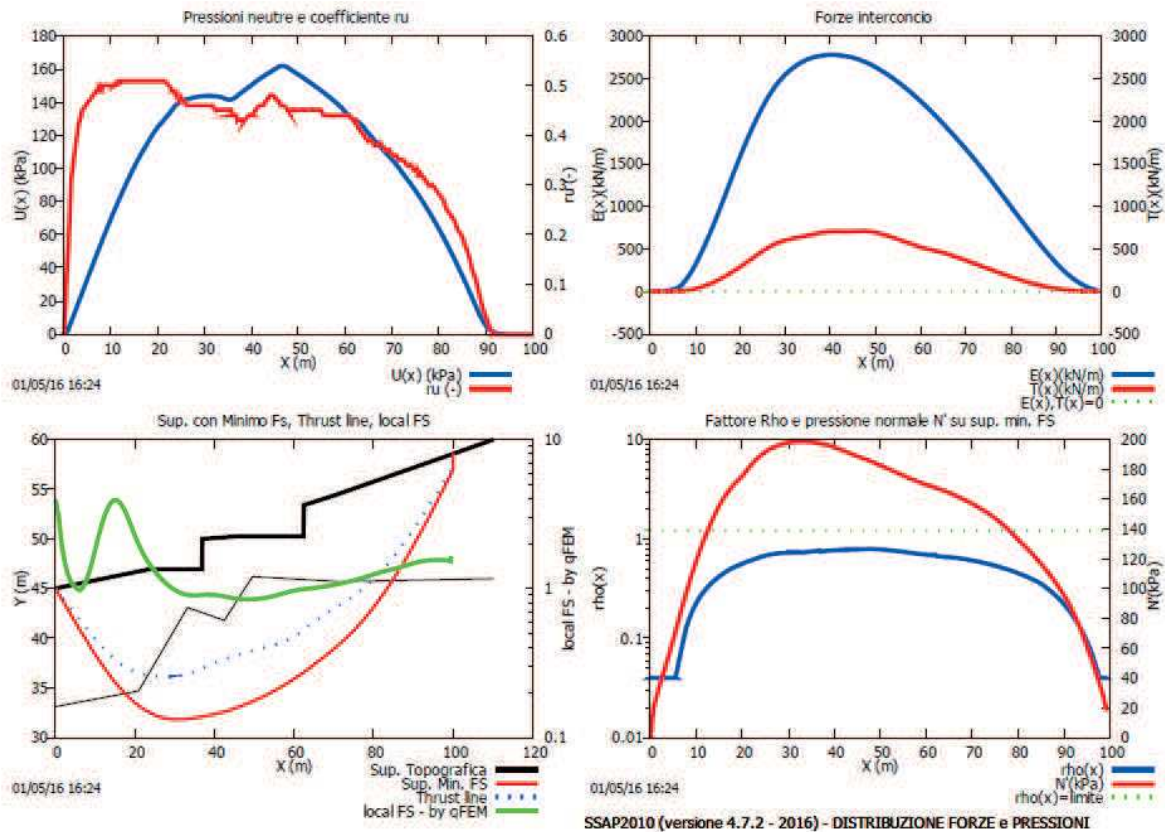 Pressioni neutre e coefficiente ru
180
160
140
120
100
80
60
40
20
0
U(x) (kPa)
0.6
0.5
0.4
0.3
0.2
0.1
0
ru (-)
0 10 20 30 40 50 60 70 80 90 100
X (m)
U(x) (kPa)
ru (-)
01/05/16 16:24
Forze interconcio
3000
2500
2000
1500
1000
500
0
-500
E(x)(kN/m)
3000
2500
2000
1500
1000
500
0
-500
T(x)(kN/m)
0 10 20 30 40 50 60 70 80 90 100
X (m)
E(x)(kN/m)
T(x)(kN/m)
E(x),T(x)=0
01/05/16 16:24
Sup. con Minimo Fs, Thrust line, local FS
60
55
50
45
40
35
30
Y (m)
10
1
0.1
local FS - by qFEM
0 20 40 60 80 100 120
X (m)
Sup. Topografica
Sup. Min. FS
Thrust line
local FS - by qFEM
01/05/16 16:24
Fattore Rho e pressione normale N' su sup. min. FS
10
1
0.1
0.01
rho(x)
200
180
160
140
120
100
80
60
40
20
0
N'(kPa)
0 10 20 30 40 50 60 70 80 90 100
X (m)
rho(x)
N'(kPa)
rho(x)=limite
01/05/16 16:24
SSAP2010 (versione 4.7.2 - 2016) - DISTRIBUZIONE FORZE e PRESSIONI